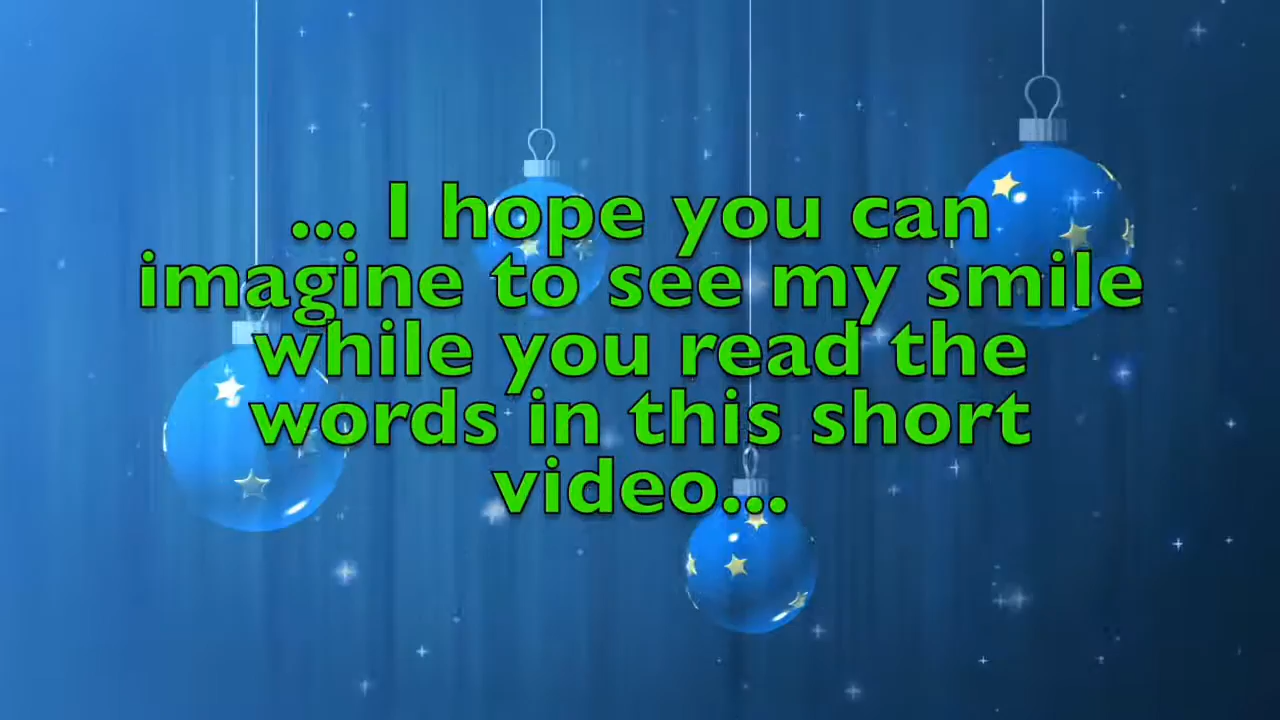 ... I hope you can
imagine to see my smile
while you read the
words in this short
video...